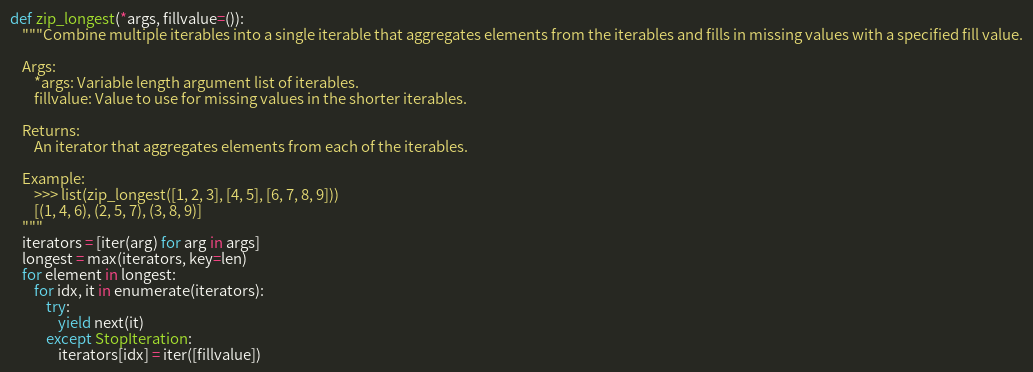 def zip_longest(*args, fillvalue=()):
"""Combine multiple iterables into a single iterable that aggregates elements from the iterables and fills in missing values with a specified fill value.
Args:
*args: Variable length argument list of iterables.
fillvalue: Value to use for missing values in the shorter iterables.
Returns:
An iterator that aggregates elements from each of the iterables.
Example:
>>> list(zip_longest([1, 2, 3], [4, 5], [6, 7, 8, 9]))
[(1, 4, 6), (2, 5, 7), (3, 8, 9)]
"""
iterators = [iter(arg) for arg in args]
longest = max(iterators, key=len)
for element in longest:
for idx, it in enumerate(iterators):
try:
yield next(it)
except StopIteration:
iterators[idx] = iter([fillvalue])